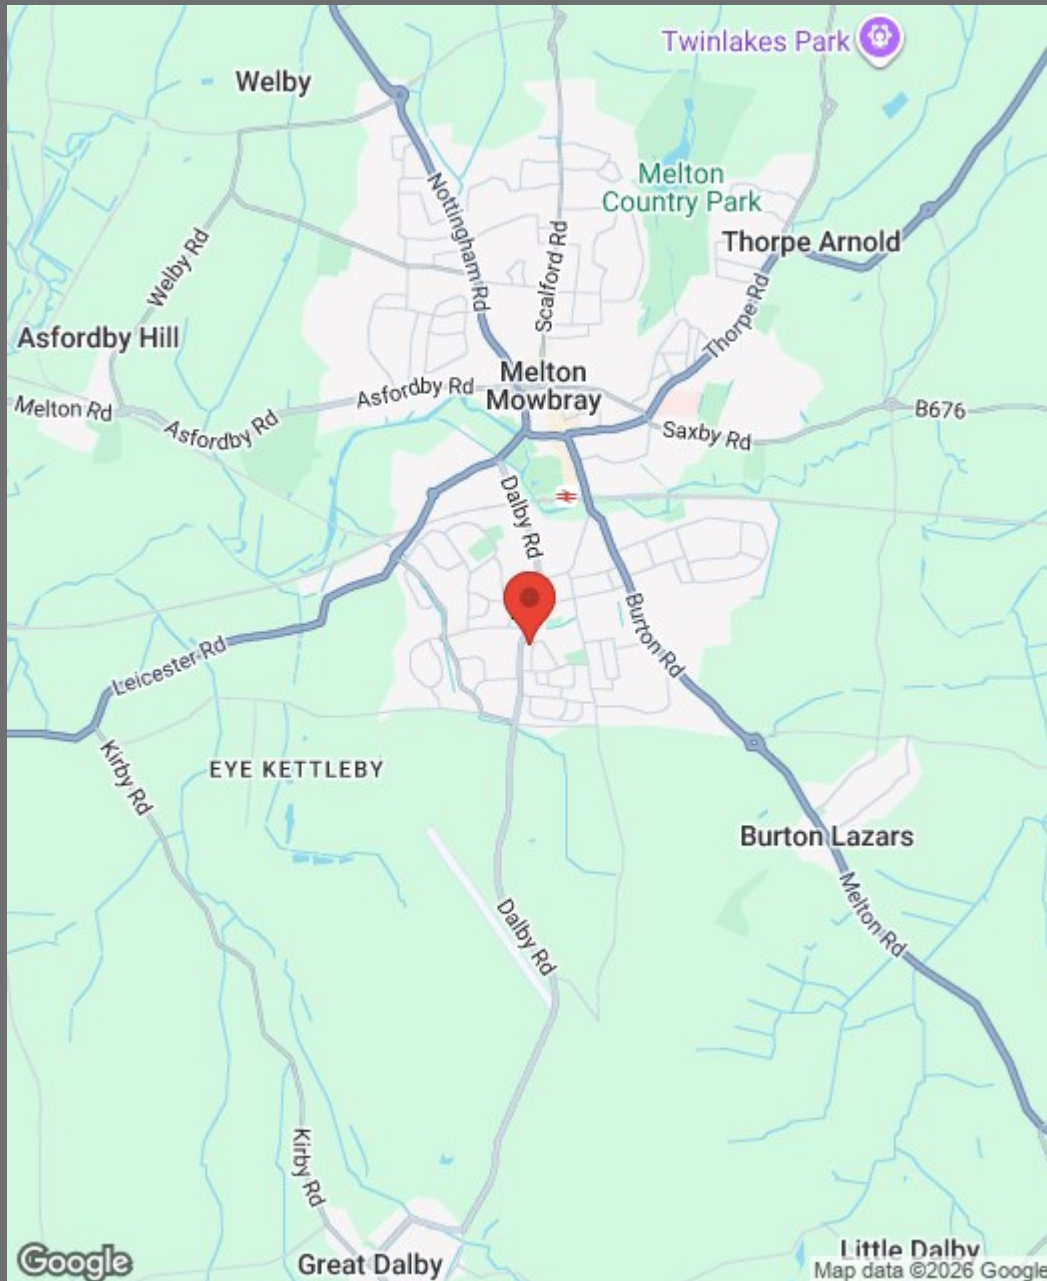 Twinlakes Park
Welby
Melton
Country Park
Nottingham Rd
Scalford Rd
Thorpe Arnold
Welby Rd
Thorpe Rd
Asfordby Hill
Melton
Mowbray
Asfordby Rd
Melton Rd
Asfordby Rd
B676
Saxby Rd
Dalby Rd
Burton Rd
Leicester Rd
Kirby Rd
EYE KETTLEBY
Burton Lazars
Melton Rd
Dalby Rd
Kirby Rd
Great Dalby
Little Dalby
Google
Map data ©2026 Google